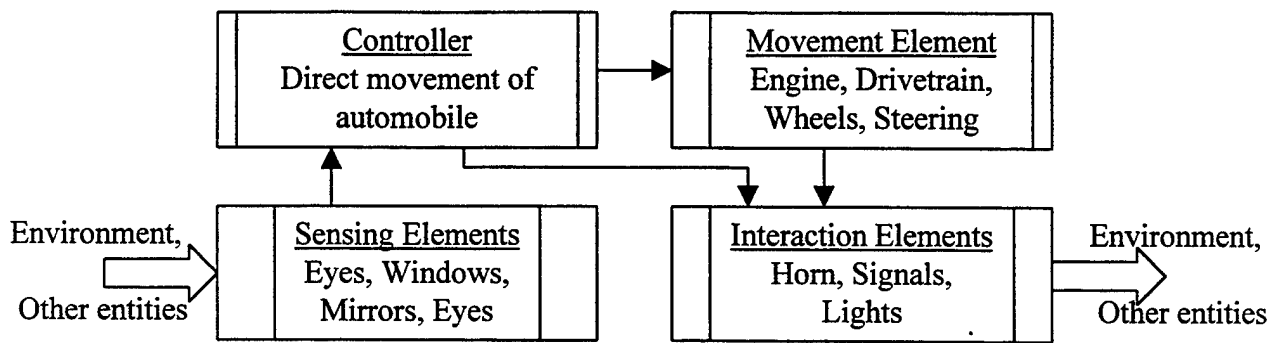 Controller
Direct movement of
automobile
Movement Element
Engine, Drivetrain,
Wheels, Steering
Environment,
Other entities
Sensing Elements
Eyes, Windows,
Mirrors, Eyes
Interaction Elements
Horn, Signals,
Lights
Environment,
Other entities